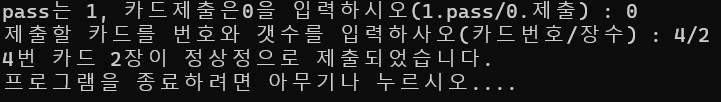 pass는 1, 카드제출은0을 입력하시오(1.pass/0.제출) : 0
제출할 카드를 번호와 갯수를 입력하사오(카드번호/장수) : 4/2
4번 카드 2장이 정상정으로 제출되었습니다.
프로그램을 종료하려면 아무기나 누르시오....